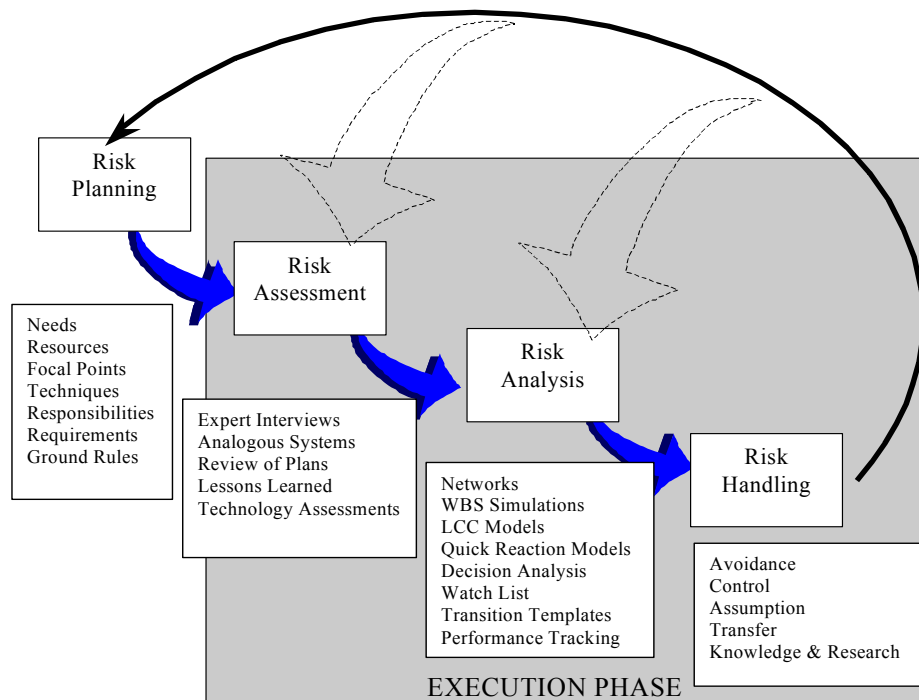 Risk
Planning
Needs
Resources
Focal Points
Techniques
Responsibilities
Requirements
Ground Rules
Risk
Assessment
Expert Interviews
Analogous Systems
Review of Plans
Lessons Learned
Technology Assessments
Risk
Analysis
Networks
WBS Simulations
LCC Models
Quick Reaction Models
Decision Analysis
Watch List
Transition Templates
Performance Tracking
Risk
Handling
Avoidance
Control
Assumption
Transfer
Knowledge & Research
EXECUTION PHASE